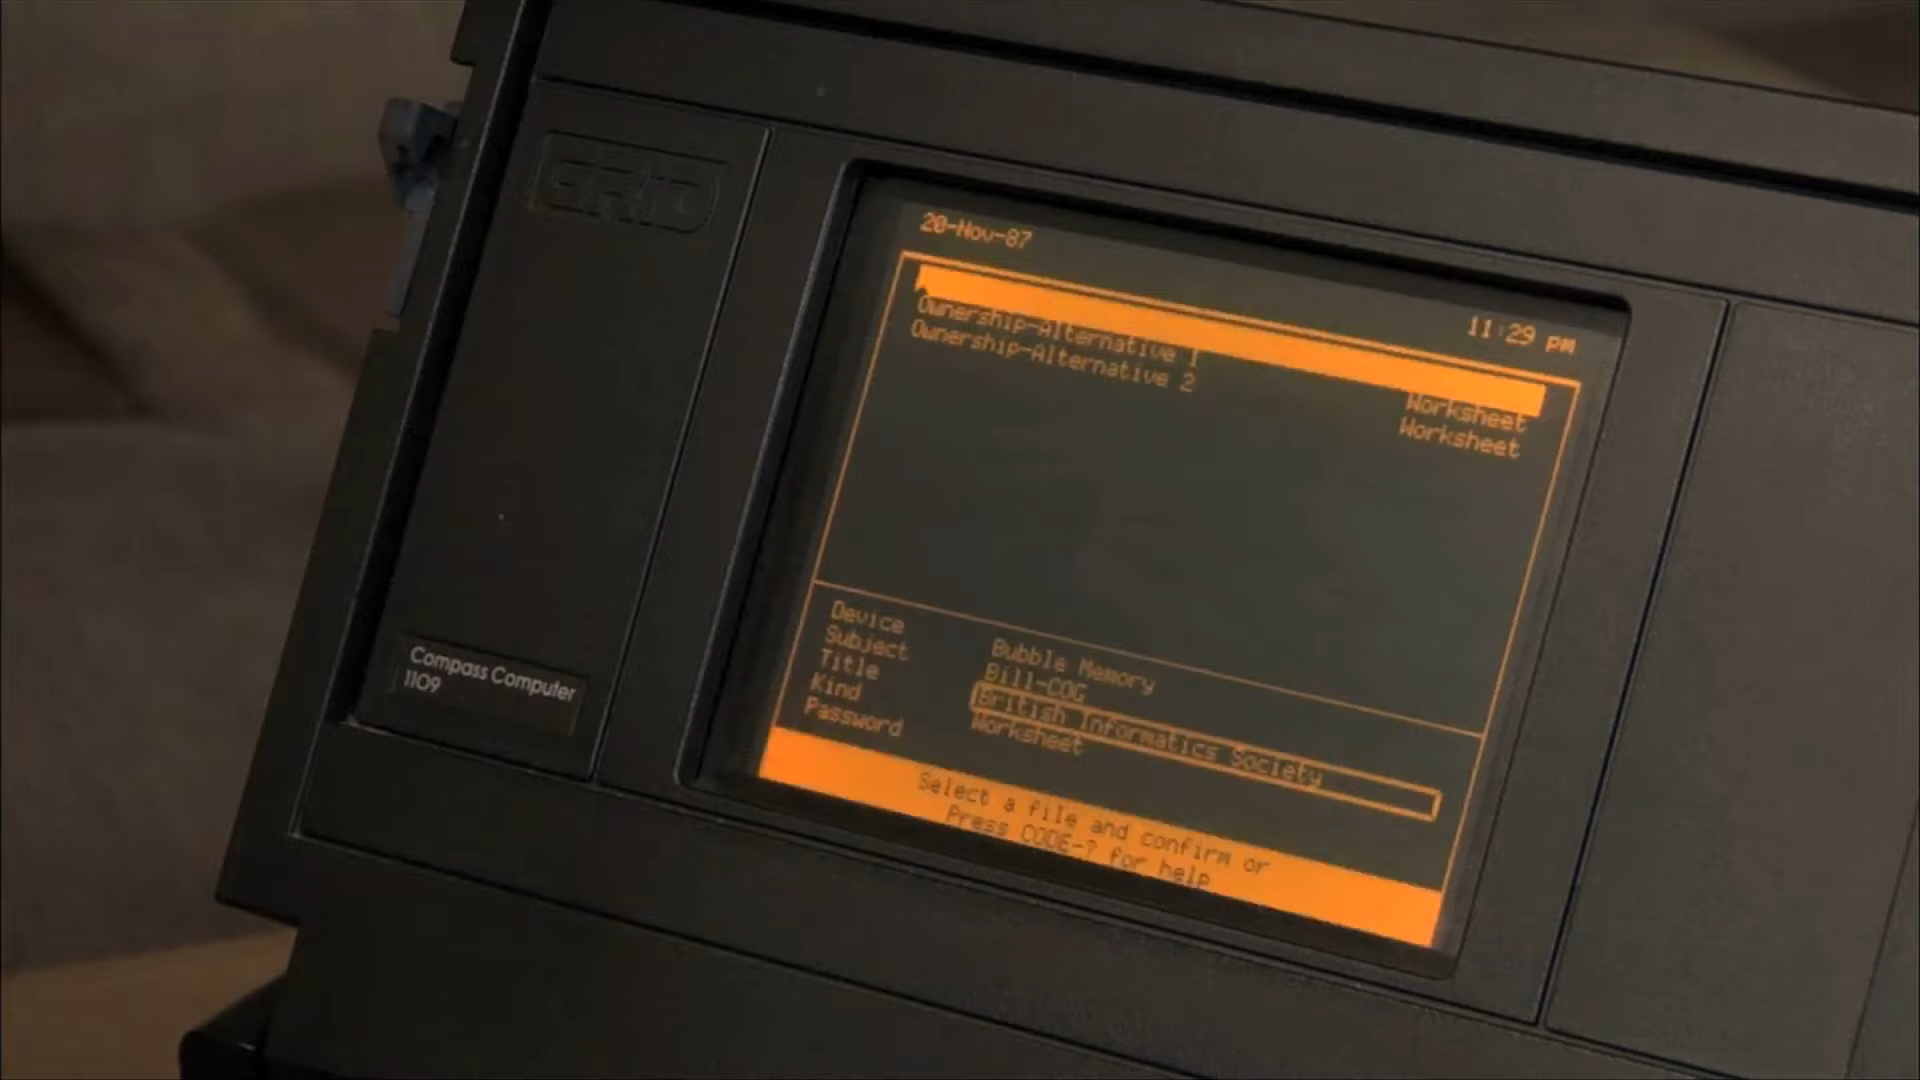 GRiD
20-Nov-87
11:29 pm
Ownership-Alternative 1 Worksheet
Ownership-Alternative 2 Worksheet
Device Bubble Memory
Subject Bill-COG
Title British Informatics Society
Kind Worksheet
Password
Select a file and confirm or
Press CODE-? for help
Compass Computer
1109